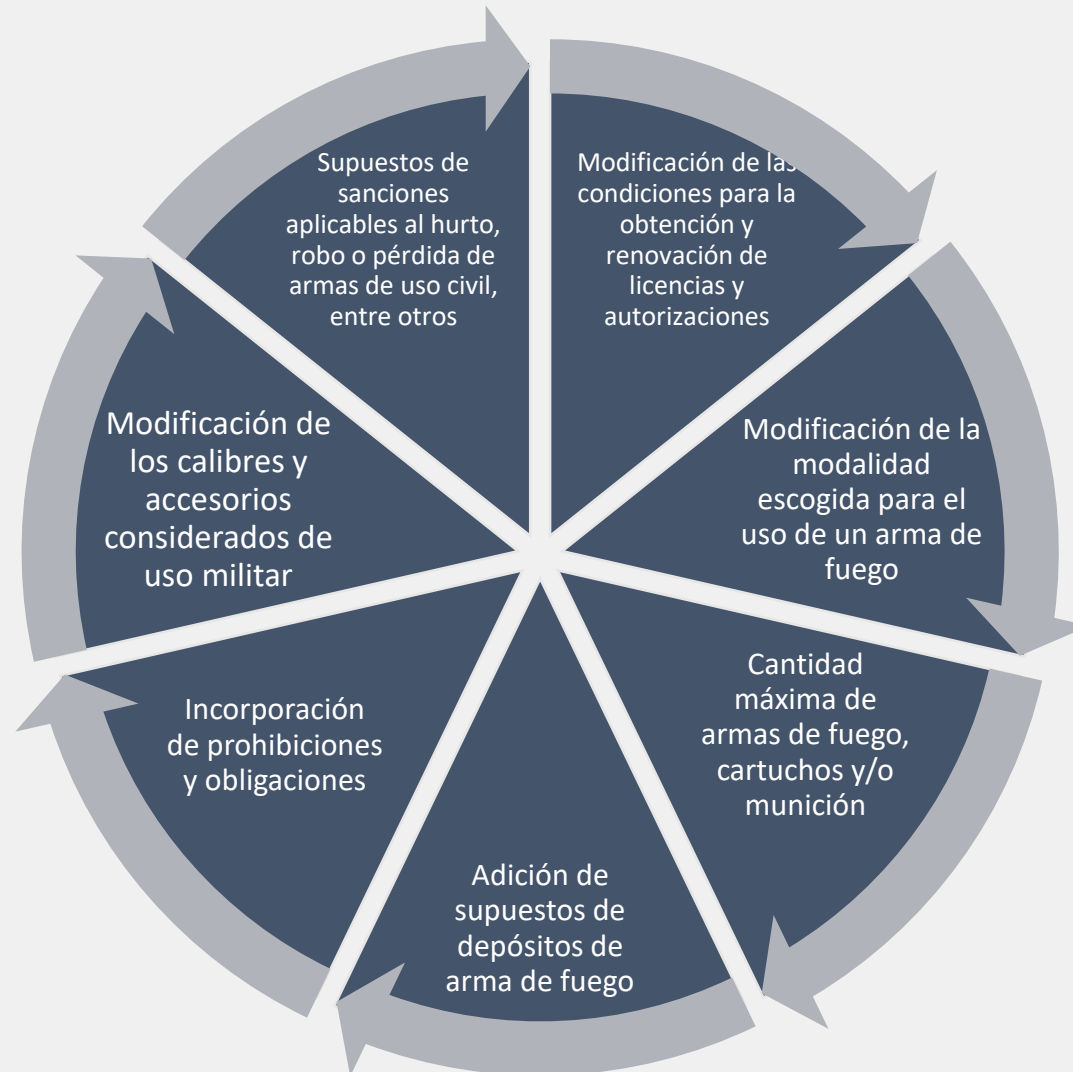 Supuestos de
sanciones
aplicables al hurto,
robo o pérdida de
armas de uso civil,
entre otros
Modificación de las
condiciones para la
obtención y
renovación de
licencias y
autorizaciones
Modificación de la
modalidad
escogida para el
uso de un arma de
fuego
Cantidad
máxima de
armas de fuego,
cartuchos y/o
munición
Adición de
supuestos de
depósitos de
arma de fuego
Incorporación
de prohibiciones
y obligaciones
Modificación de
los calibres y
accesorios
considerados de
uso militar